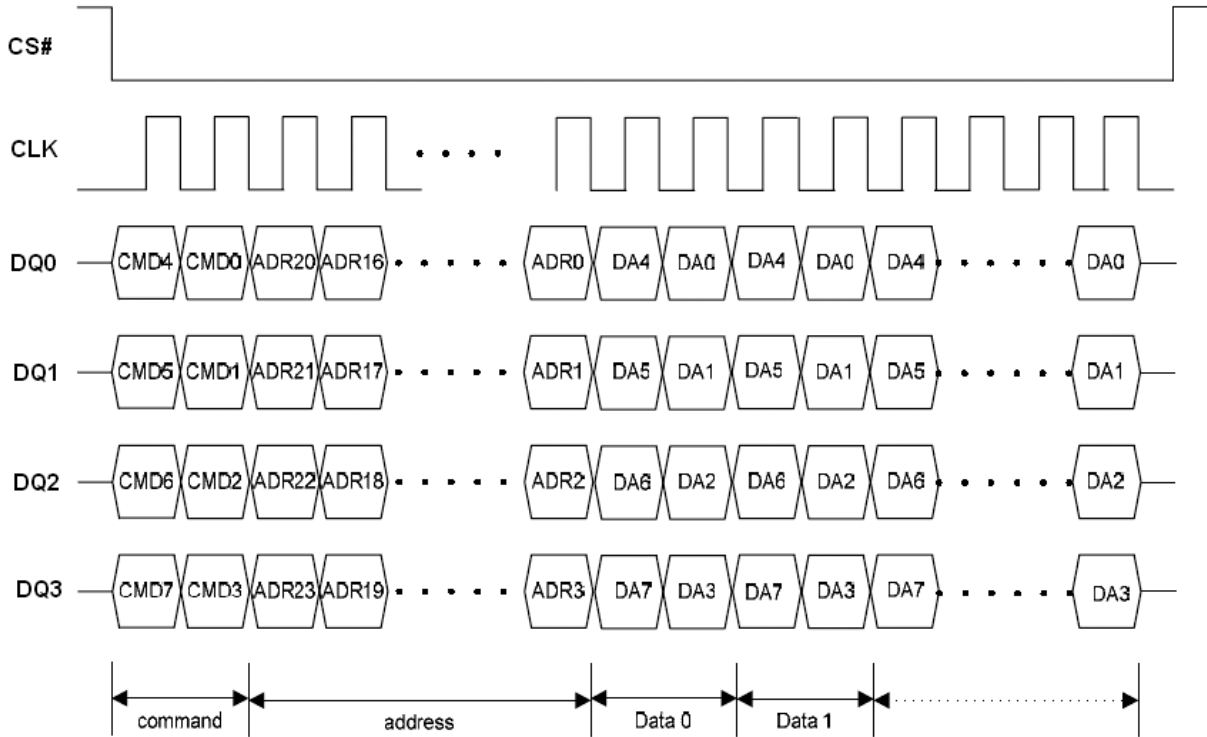 CS#
CLK
DQ0 CMD4 CMD0 ADR20 ADR16 ADR0 DA4 DA0 DA4 DA0 DA4 DA0
DQ1 CMD5 CMD1 ADR21 ADR17 ADR1 DA5 DA1 DA5 DA1 DA5 DA1
DQ2 CMD6 CMD2 ADR22 ADR18 ADR2 DA6 DA2 DA6 DA2 DA6 DA2
DQ3 CMD7 CMD3 ADR23 ADR19 ADR3 DA7 DA3 DA7 DA3 DA7 DA3
command address Data 0 Data 1